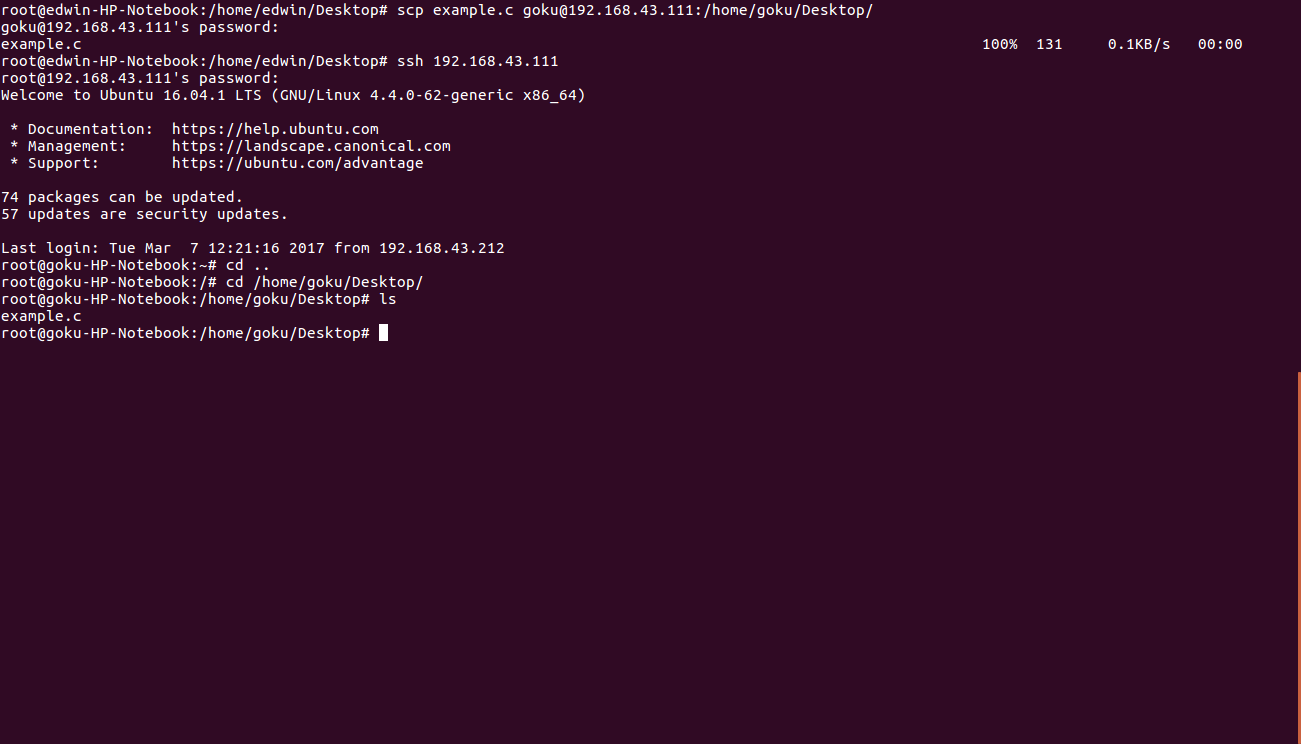 root@edwin-HP-Notebook:/home/edwin/Desktop# scp example.c goku@192.168.43.111:/home/goku/Desktop/
goku@192.168.43.111's password:
example.c 100% 131 0.1KB/s 00:00
root@edwin-HP-Notebook:/home/edwin/Desktop# ssh 192.168.43.111
root@192.168.43.111's password:
Welcome to Ubuntu 16.04.1 LTS (GNU/Linux 4.4.0-62-generic x86_64)
* Documentation: https://help.ubuntu.com
* Management: https://landscape.canonical.com
* Support: https://ubuntu.com/advantage
74 packages can be updated.
57 updates are security updates.
Last login: Tue Mar 7 12:21:16 2017 from 192.168.43.212
root@goku-HP-Notebook:~# cd ..
root@goku-HP-Notebook:/# cd /home/goku/Desktop/
root@goku-HP-Notebook:/home/goku/Desktop# ls
example.c
root@goku-HP-Notebook:/home/goku/Desktop#